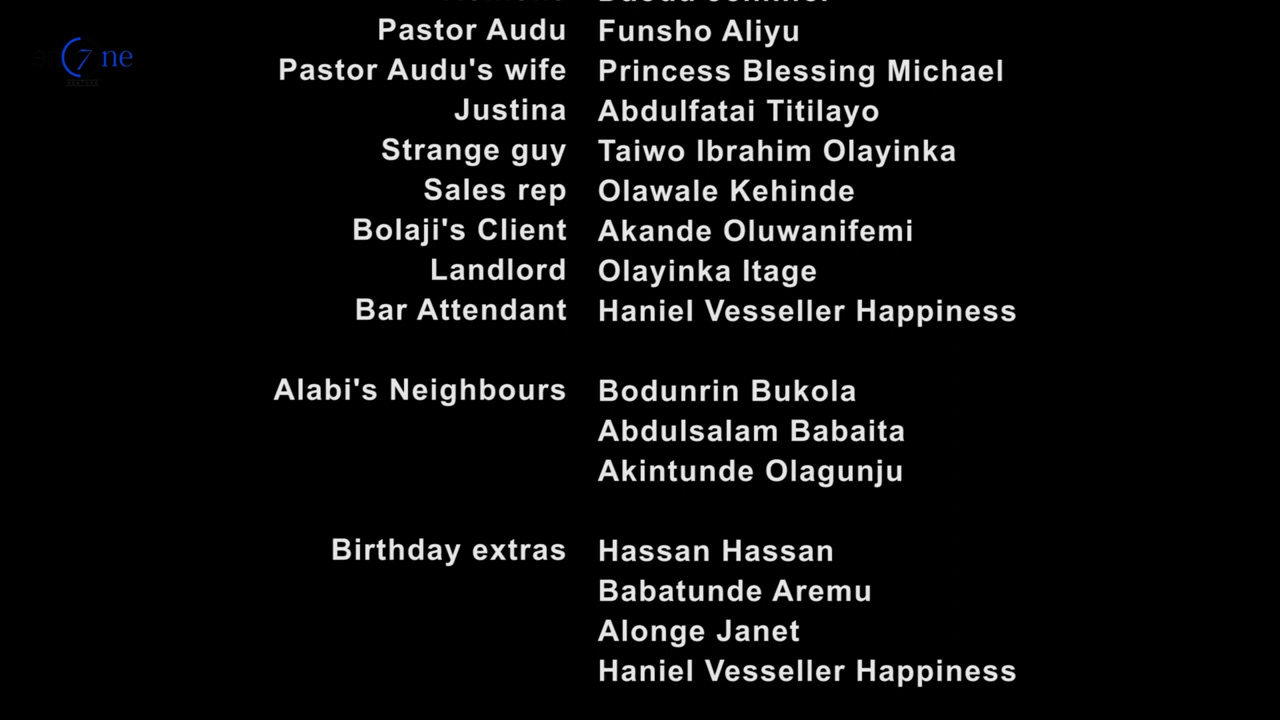 Pastor Audu Funsho Aliyu
Pastor Audu's wife Princess Blessing Michael
Justina Abdulfatai Titilayo
Strange guy Taiwo Ibrahim Olayinka
Sales rep Olawale Kehinde
Bolaji's Client Akande Oluwanifemi
Landlord Olayinka Itage
Bar Attendant Haniel Vesseller Happiness
Alabi's Neighbours Bodunrin Bukola
Abdulsalam Babaita
Akintunde Olagunju
Birthday extras Hassan Hassan
Babatunde Aremu
Alonge Janet
Haniel Vesseller Happiness